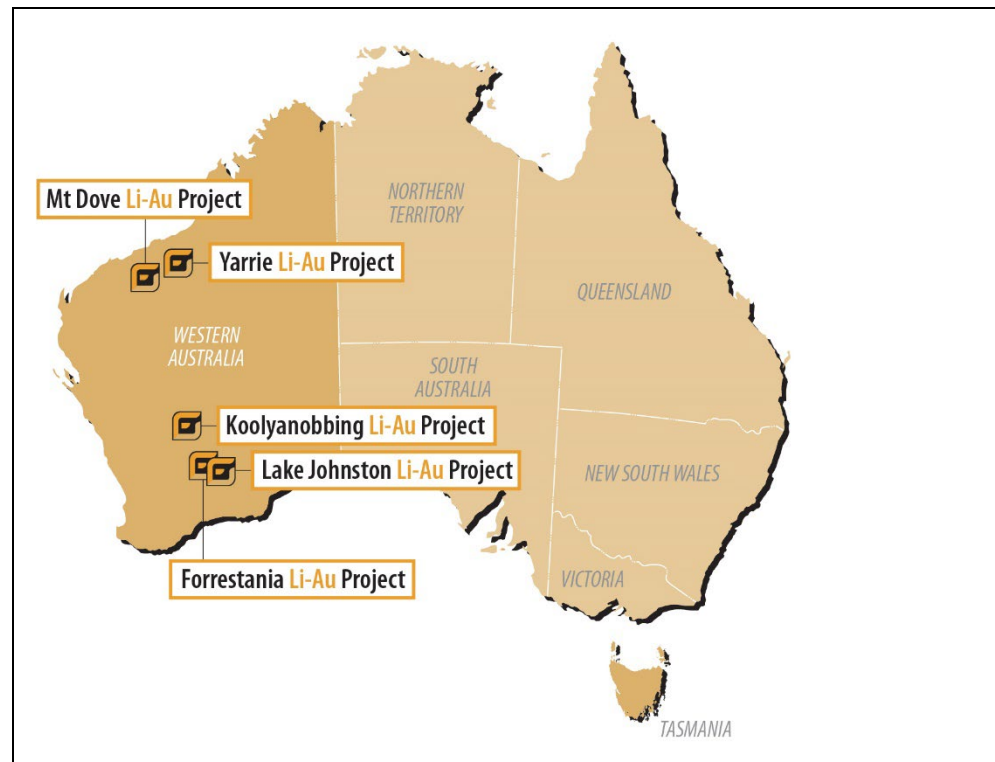 NORTHERN
TERRITORY
Mt Dove Li-Au Project
Yarrie Li-Au Project
QUEENSLAND
WESTERN
AUSTRALIA
SOUTH
AUSTRALIA
Koolyanobbing Li-Au Project
Lake Johnston Li-Au Project
NEW SOUTH WALES
Forrestania Li-Au Project
VICTORIA
TASMANIA